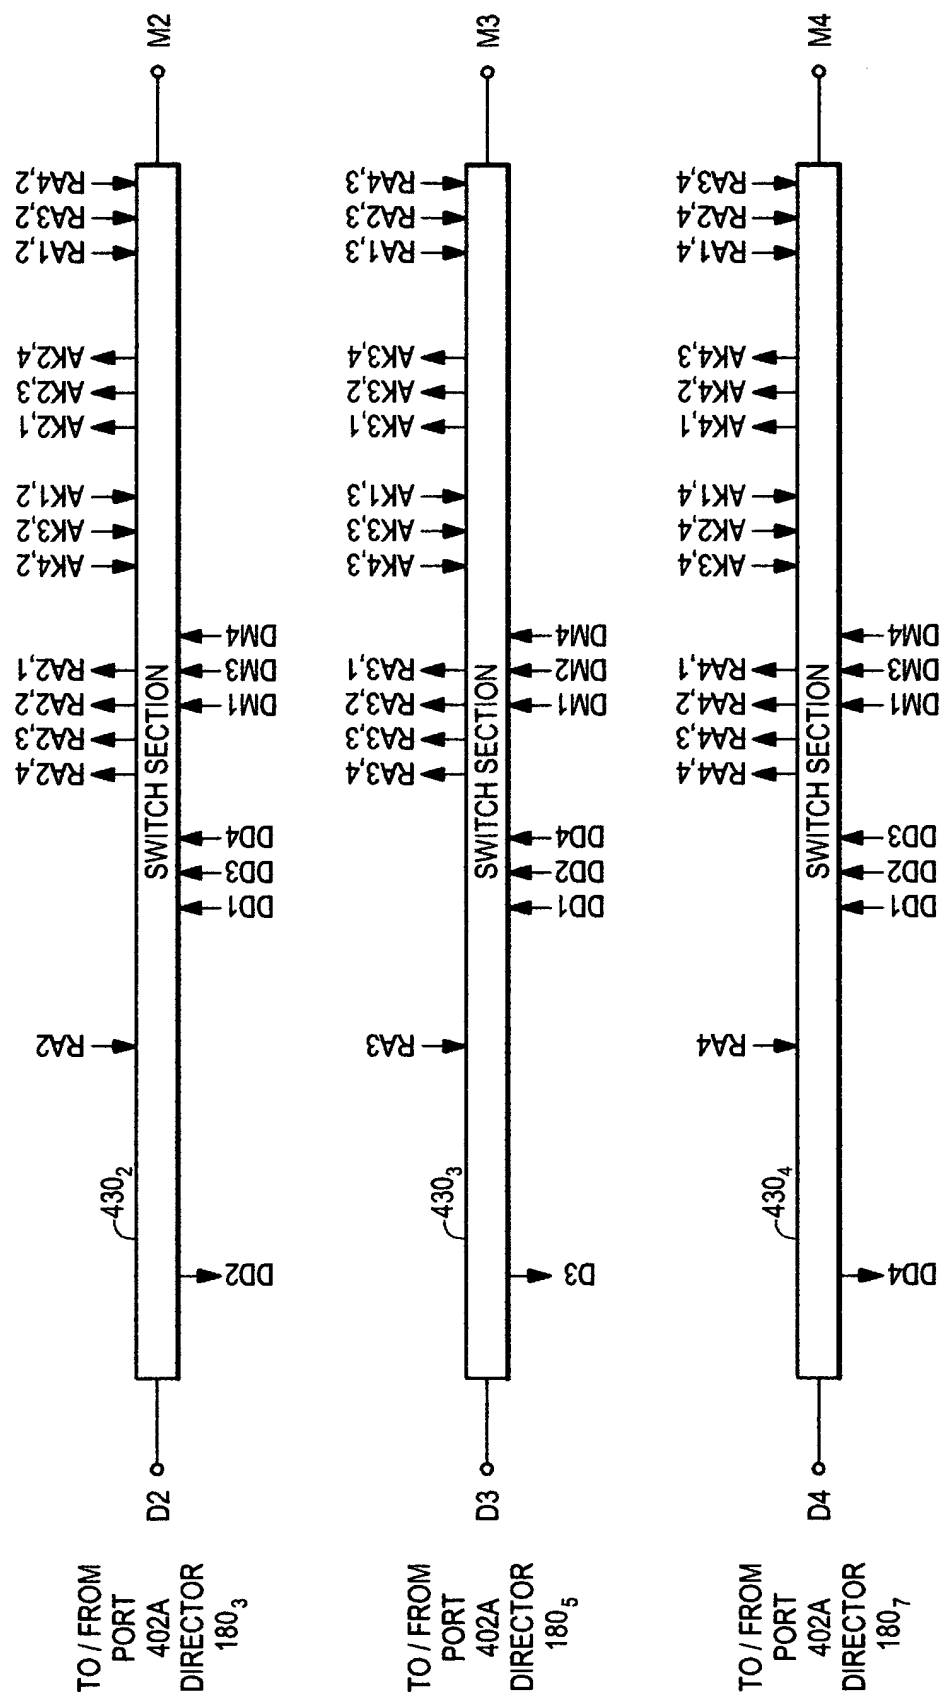 TO / FROM
PORT
402A
DIRECTOR
180₃
D2
M2
430₂
SWITCH SECTION
DD2
RA2
DD1
DD3
DD4
RA2,4
RA2,3
RA2,2
RA2,1
DM1
DM3
DM4
AK4,2
AK3,2
AK1,2
AK2,1
AK2,3
AK2,4
RA1,2
RA3,2
RA4,2
TO / FROM
PORT
402A
DIRECTOR
180₅
D3
M3
430₃
SWITCH SECTION
D3
RA3
DD1
DD2
DD4
RA3,4
RA3,3
RA3,2
RA3,1
DM1
DM2
DM4
AK4,3
AK3,3
AK1,3
AK3,1
AK3,2
AK3,4
RA1,3
RA2,3
RA4,3
TO / FROM
PORT
402A
DIRECTOR
180₇
D4
M4
430₄
SWITCH SECTION
DD4
RA4
DD1
DD2
DD3
RA4,4
RA4,3
RA4,2
RA4,1
DM1
DM3
DM4
AK3,4
AK2,4
AK1,4
AK4,1
AK4,2
AK4,3
RA1,4
RA2,4
RA3,4